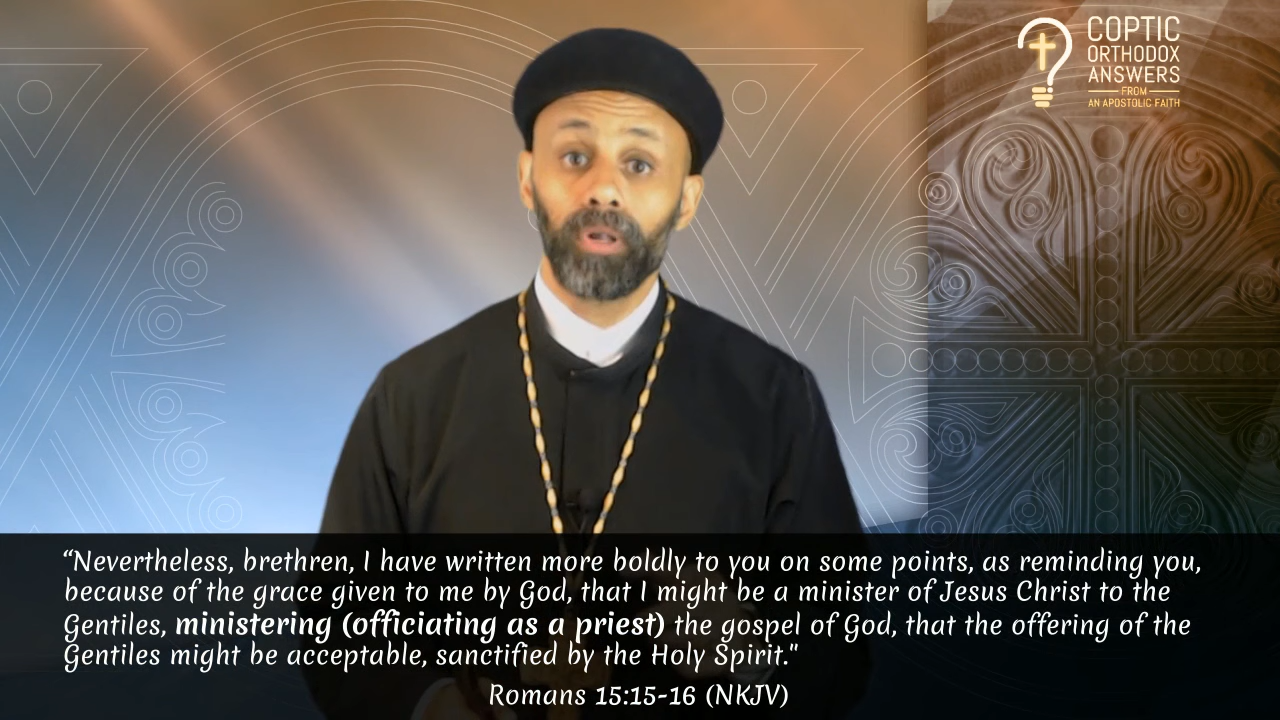 COPTIC
ORTHODOX
ANSWERS
FROM
AN APOSTOLIC FAITH
“Nevertheless, brethren, I have written more boldly to you on some points, as reminding you,
because of the grace given to me by God, that I might be a minister of Jesus Christ to the
Gentiles, ministering (officiating as a priest) the gospel of God, that the offering of the
Gentiles might be acceptable, sanctified by the Holy Spirit."
Romans 15:15-16 (NKJV)